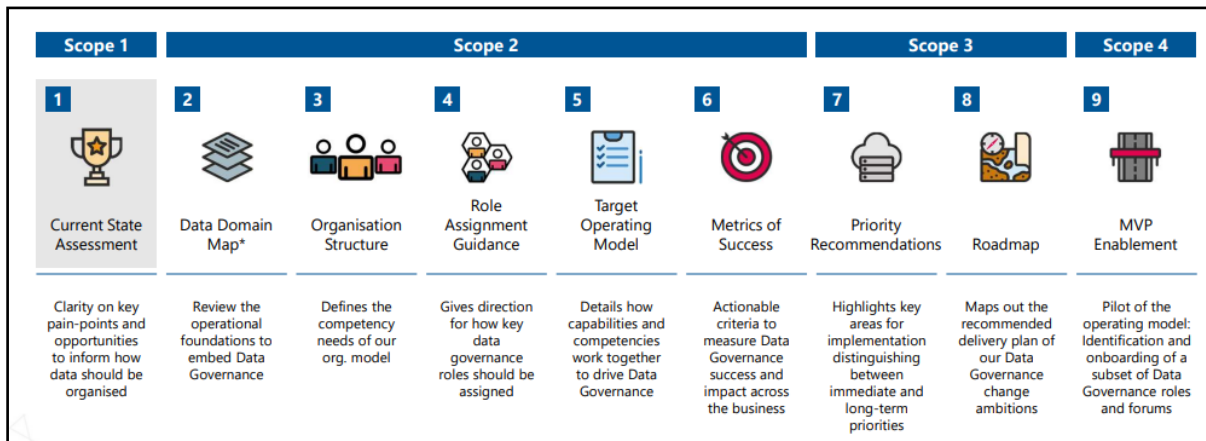 Scope 1
Scope 2
Scope 3
Scope 4
1
Current State
Assessment
Clarity on key
pain-points and
opportunities
to inform how
data should be
organised
2
Data Domain
Map*
Review the
operational
foundations to
embed Data
Governance
3
Organisation
Structure
Defines the
competency
needs of our
org. model
4
Role
Assignment
Guidance
Gives direction
for how key
data
governance
roles should be
assigned
5
Target
Operating
Model
Details how
capabilities and
competencies
work together
to drive Data
Governance
6
Metrics of
Success
Actionable
criteria to
measure Data
Governance
success and
impact across
the business
7
Priority
Recommendations
Highlights key
areas for
implementation
distinguishing
between
immediate and
long-term
priorities
8
Roadmap
Maps out the
recommended
delivery plan of
our Data
Governance
change
ambitions
9
MVP
Enablement
Pilot of the
operating model:
Identification and
onboarding of a
subset of Data
Governance roles
and forums